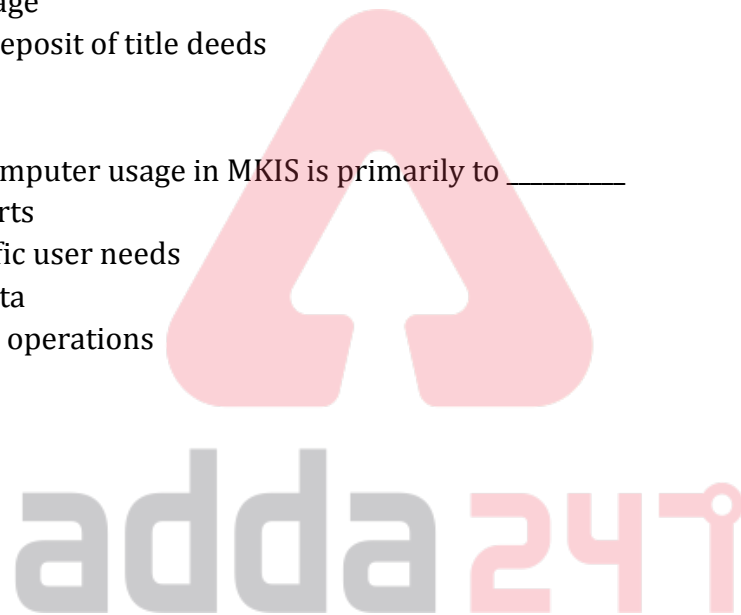 age
eposit of title deeds
mputer usage in MKIS is primarily to __________
rts
fic user needs
ta
operations
adda247